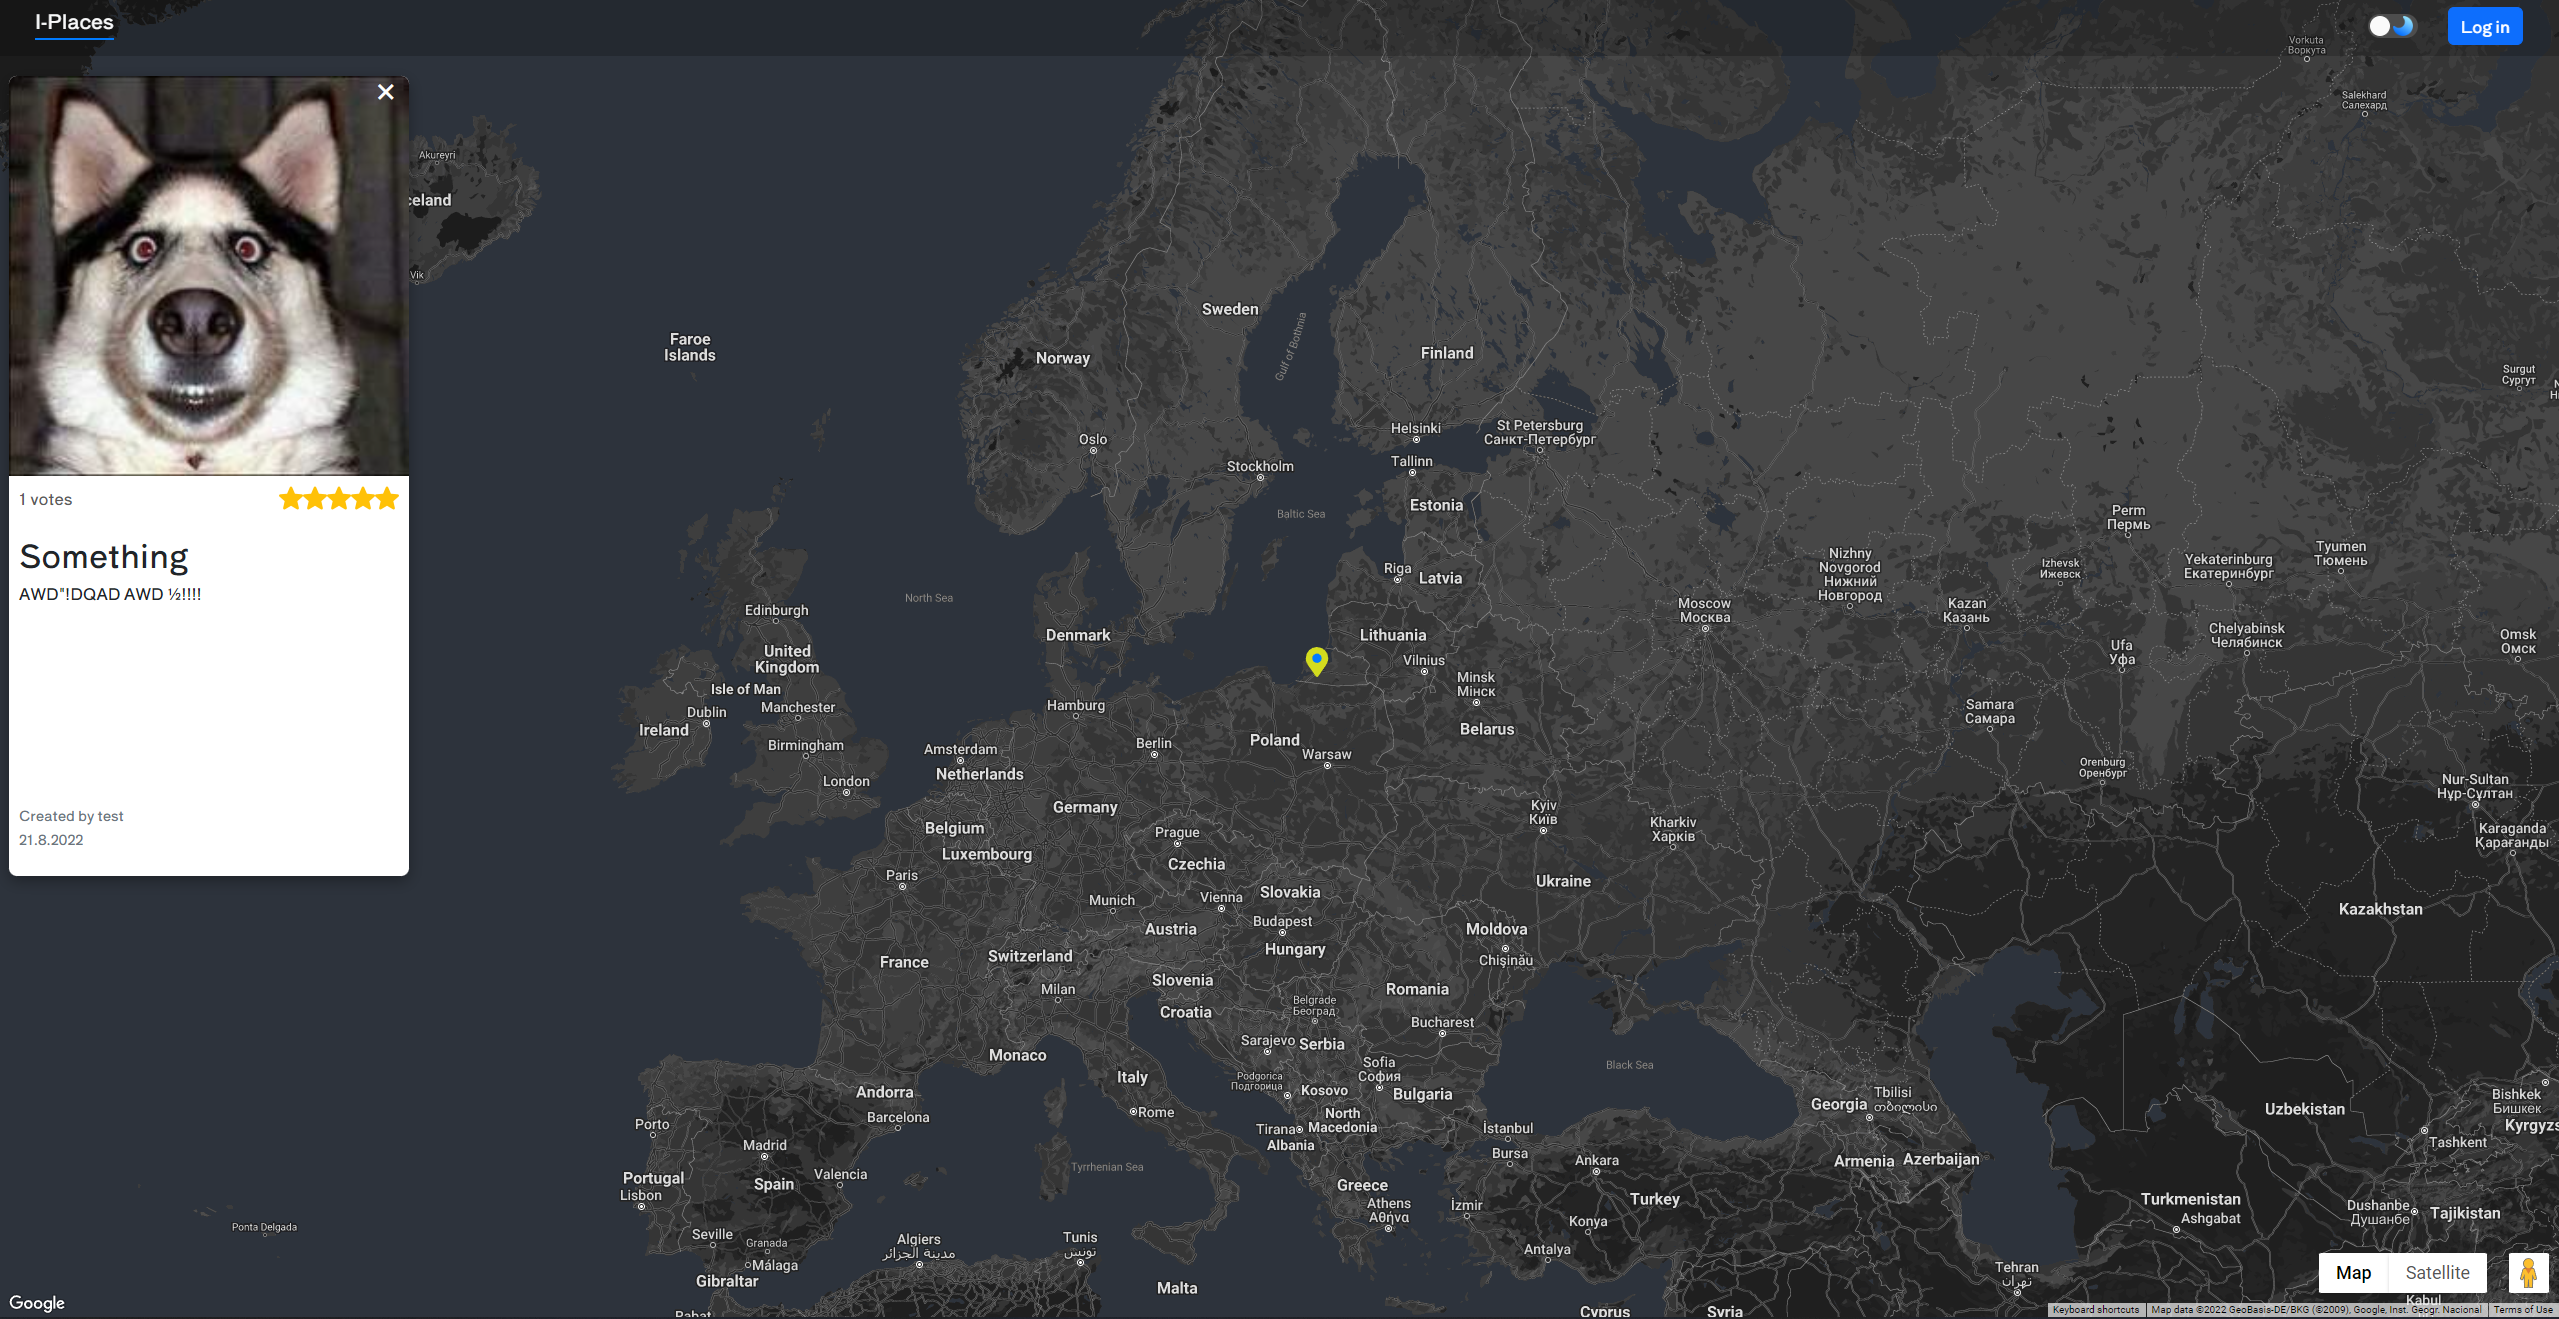 I-Places
Log in
1 votes
Something
AWD"!DQAD AWD ½!!!!
Created by test
21.8.2022
Akureyri
celand
Vik
Faroe
Islands
Sweden
Norway
Gulf of Bothnia
Finland
Oslo
Stockholm
Helsinki
St Petersburg
Санкт-Петербург
Tallinn
Estonia
Baltic Sea
Riga
Latvia
North Sea
Edinburgh
Denmark
Lithuania
Vilnius
United
Kingdom
Isle of Man
Manchester
Dublin
Ireland
Birmingham
London
Hamburg
Amsterdam
Netherlands
Berlin
Poland
Warsaw
Minsk
Мінск
Belarus
Germany
Belgium
Luxembourg
Prague
Czechia
Paris
Munich
Vienna
Slovakia
Austria
Budapest
Hungary
Switzerland
France
Slovenia
Milan
Croatia
Belgrade
Београд
Romania
Bucharest
Moldova
Chișinău
Kyiv
Київ
Kharkiv
Харків
Ukraine
Monaco
Sarajevo
Serbia
Italy
Sofia
София
Podgorica
Подгорица
Kosovo
Bulgaria
Andorra
Barcelona
Rome
North
Macedonia
Tirana
Albania
Black Sea
Porto
Madrid
Valencia
Portugal
Lisbon
Spain
Tyrrhenian Sea
Greece
Athens
Αθήνα
İstanbul
Bursa
Ankara
İzmir
Turkey
Konya
Antalya
Ponta Delgada
Seville
Granada
Málaga
Gibraltar
Algiers
مدينة الجزائر
Tunis
تونس
Malta
Rabat
Cyprus
Syria
Vorkuta
Воркута
Salekhard
Салехард
Surgut
Сургут
N
Н
Perm
Пермь
Nizhny
Novgorod
Нижний
Новгород
Izhevsk
Ижевск
Yekaterinburg
Екатеринбург
Tyumen
Тюмень
Moscow
Москва
Kazan
Казань
Ufa
Уфа
Chelyabinsk
Челябинск
Omsk
Омск
Samara
Самара
Orenburg
Оренбург
Nur-Sultan
Нұр-Сұлтан
Karaganda
Қарағанды
Kazakhstan
Tbilisi
თბილისი
Georgia
Armenia
Azerbaijan
Uzbekistan
Bishkek
Бишкек
Kyrgyzs
Tashkent
Turkmenistan
Ashgabat
Dushanbe
Душанбе
Tajikistan
Tehran
تهران
Kabul
Map
Satellite
Google
Keyboard shortcuts
Map data ©2022 GeoBasis-DE/BKG (©2009), Google, Inst. Geogr. Nacional
Terms of Use